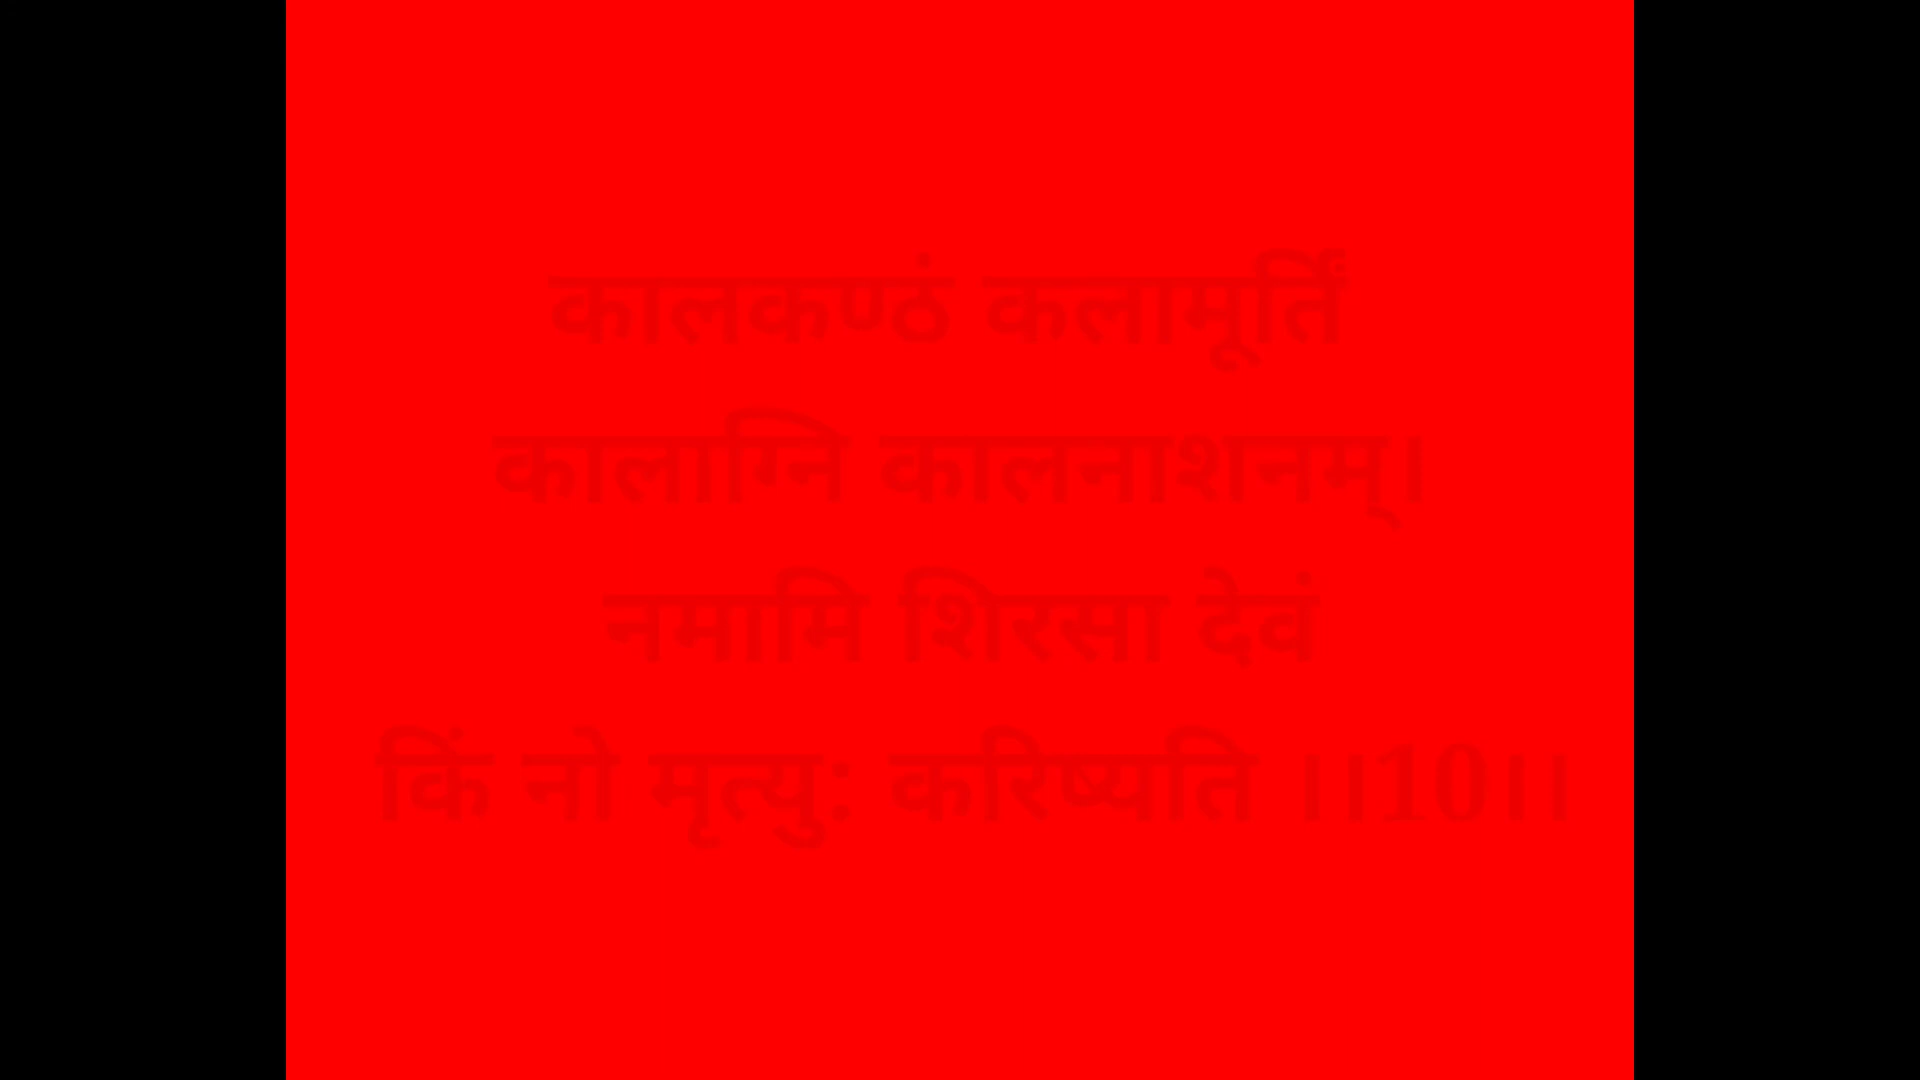 कालकण्ठं कलामूर्तिं
कालाग्नि कालनाशनम्।
नमामि शिरसा देवं
किं नो मृत्यु: करिष्यति ।।10।।